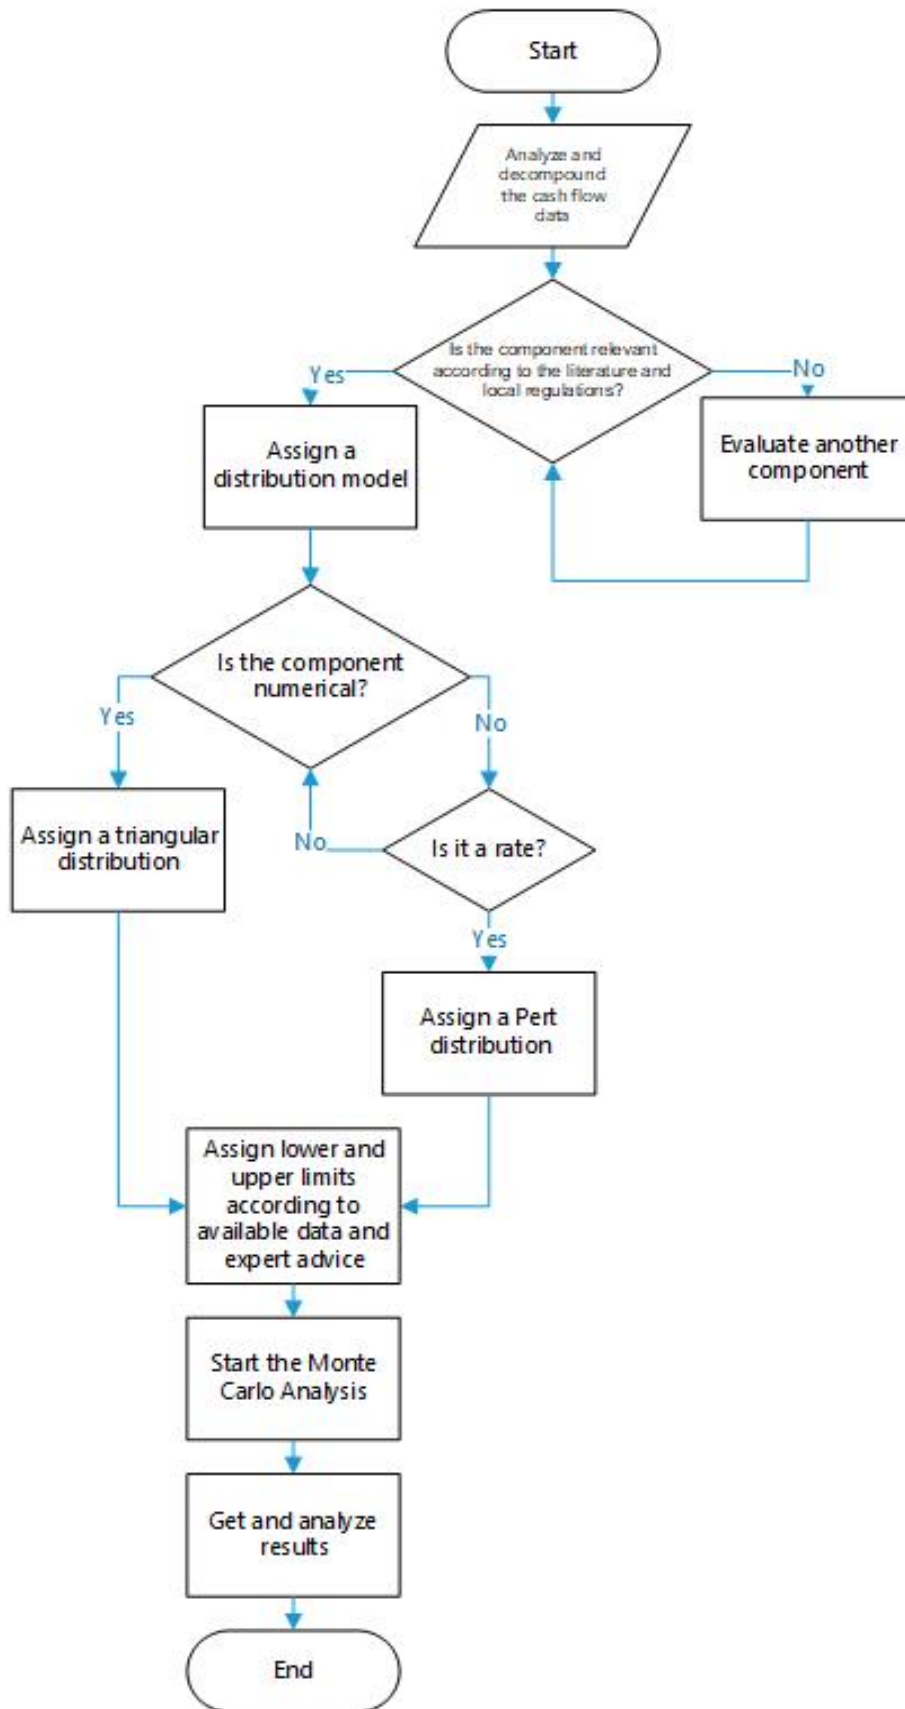 Start
Analyze and
decompound
the cash flow
data
Is the component relevant
according to the literature and
local regulations?
Yes
No
Assign a
distribution model
Evaluate another
component
Is the component
numerical?
Yes
No
Assign a triangular
distribution
No
Is it a rate?
Yes
Assign a Pert
distribution
Assign lower and
upper limits
according to
available data and
expert advice
Start the Monte
Carlo Analysis
Get and analyze
results
End